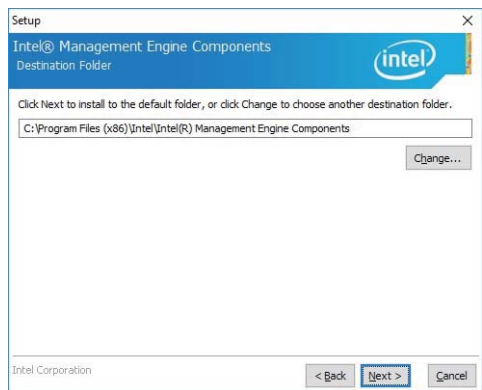 Setup
Intel® Management Engine Components
Destination Folder
intel
Click Next to install to the default folder, or click Change to choose another destination folder.
C:\Program Files (x86)\Intel\Intel(R) Management Engine Components
Change...
Intel Corporation
< Back
Next >
Cancel